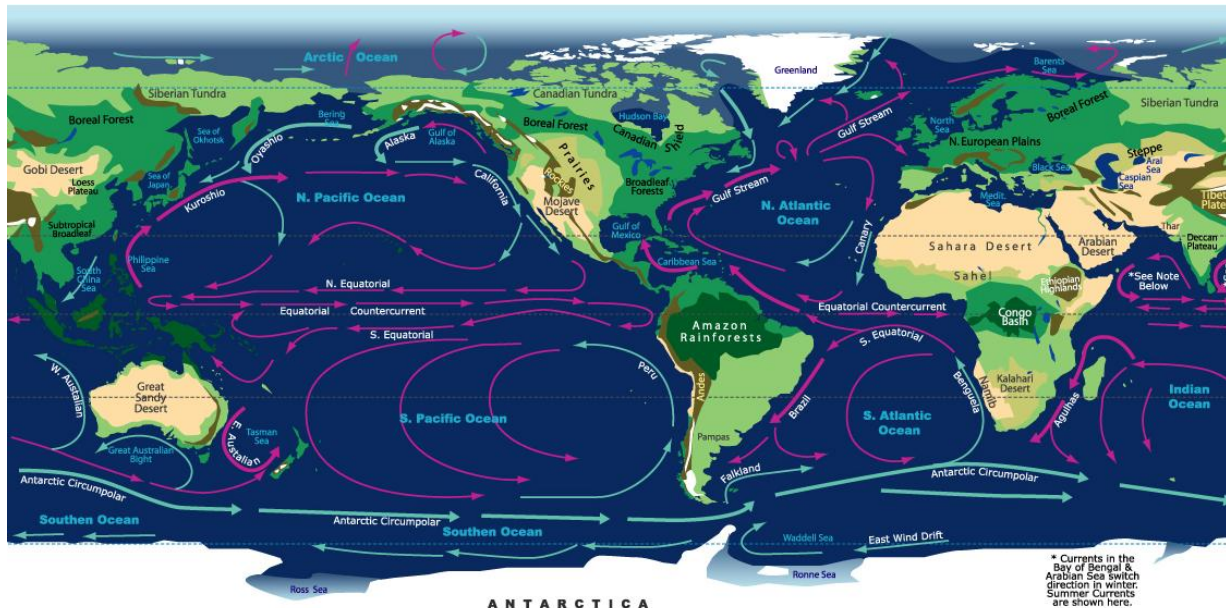 Arctic Ocean
Greenland
Barents
Sea
Siberian Tundra
Canadian Tundra
Siberian Tundra
Boreal Forest
Bering
Sea
Hudson Bay
North
Sea
Boreal Forest
Sea of
Okhotsk
Oyashio
Alaska
Gulf of
Alaska
Boreal Forest
Canadian
Shield
Gulf Stream
N. European Plains
Steppe
Gobi Desert
Loess
Plateau
Sea of
Japan
Kuroshio
California
Prairies
Rockies
Mojave
Desert
Broadleaf
Forests
Gulf Stream
Black Sea
Caspian
Sea
Aral
Sea
Medit.
Sea
Tibet
Plate
Subtropical
Broadleaf
N. Pacific Ocean
Gulf of
Mexico
N. Atlantic
Ocean
Canary
Sahara Desert
Arabian
Desert
Thar
Deccan
Plateau
South
China
Sea
Philippine
Sea
Caribbean Sea
Sahel
Ethiopian
Highlands
*See Note
Below
N. Equatorial
Equatorial Countercurrent
S. Equatorial
Equatorial Countercurrent
S. Equatorial
Amazon
Rainforests
Congo
Basin
W. Austalian
Great
Sandy
Desert
Peru
Andes
Brazil
Benguela
Namib
Kalahari
Desert
Agulhas
Indian
Ocean
S. Pacific Ocean
S. Atlantic
Ocean
E. Austalian
Tasman
Sea
Great Australian
Bight
Pampas
Falkland
Antarctic Circumpolar
Antarctic Circumpolar
Antarctic Circumpolar
Southen Ocean
Southen Ocean
Waddell Sea
East Wind Drift
Ross Sea
Ronne Sea
* Currents in the
Bay of Bengal &
Arabian Sea switch
direction in winter.
Summer Currents
are shown here.
ANTARCTICA